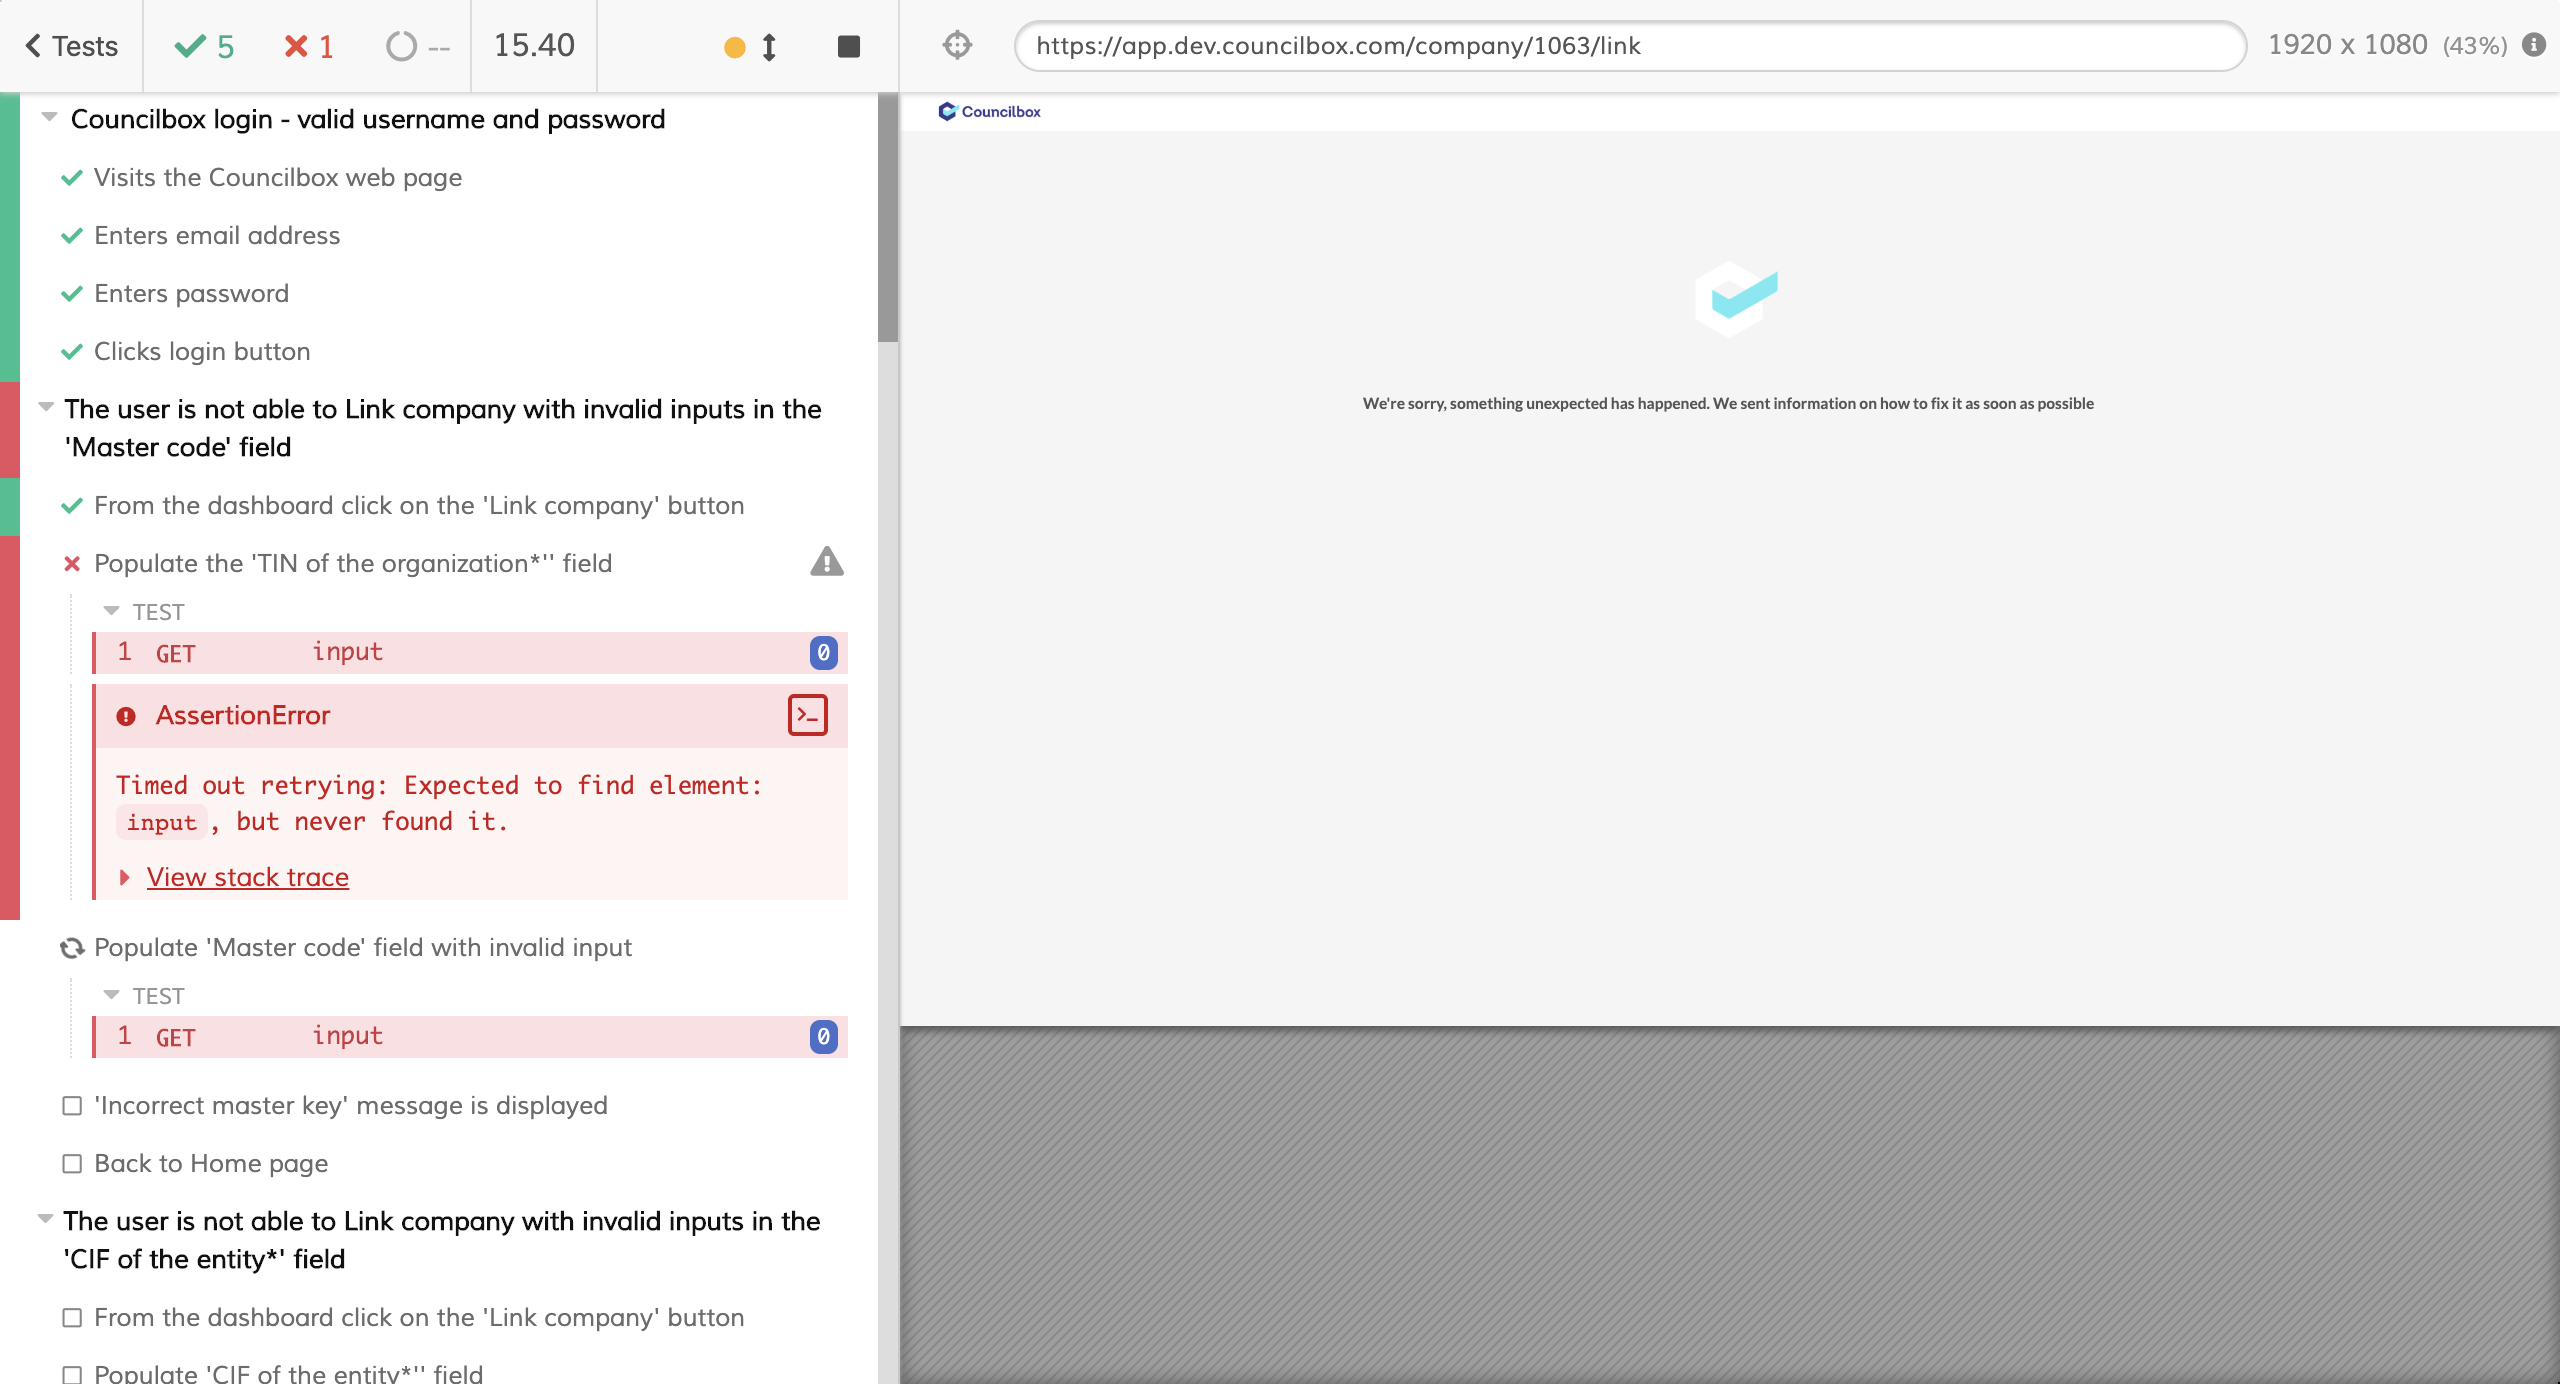 Tests
5
1
--
15.40
https://app.dev.councilbox.com/company/1063/link
1920 x 1080 (43%)
Councilbox login - valid username and password
Visits the Councilbox web page
Enters email address
Enters password
Clicks login button
The user is not able to Link company with invalid inputs in the
'Master code' field
From the dashboard click on the 'Link company' button
Populate the 'TIN of the organization*'' field
TEST
1 GET input 0
AssertionError
>_
Timed out retrying: Expected to find element:
input, but never found it.
View stack trace
Populate 'Master code' field with invalid input
TEST
1 GET input 0
'Incorrect master key' message is displayed
Back to Home page
The user is not able to Link company with invalid inputs in the
'CIF of the entity*' field
From the dashboard click on the 'Link company' button
Populate 'CIF of the entity*'' field
Councilbox
We're sorry, something unexpected has happened. We sent information on how to fix it as soon as possible